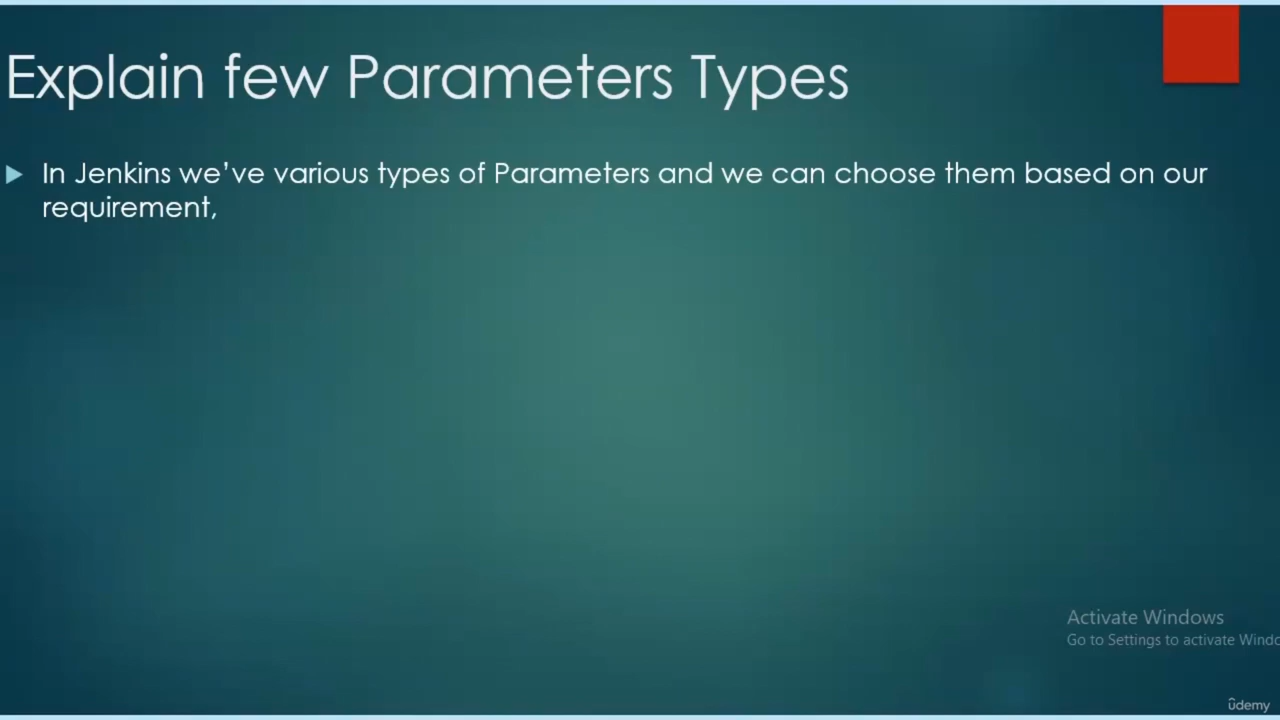 Explain few Parameters Types
In Jenkins we’ve various types of Parameters and we can choose them based on our
requirement,
Activate Windows
Go to Settings to activate Windo
ûdemy